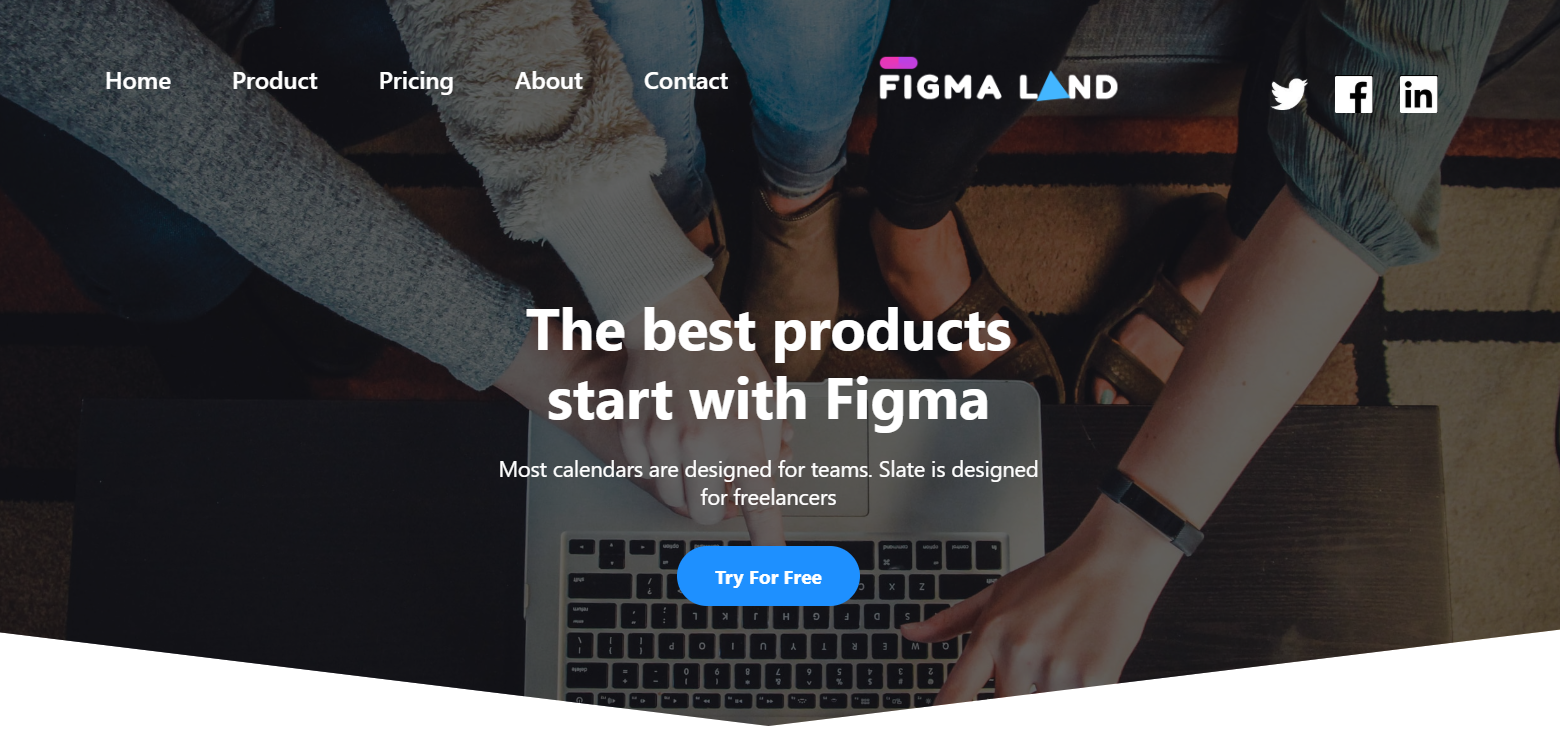 Home Product Pricing About Contact FIGMA LAND
The best products
start with Figma
Most calendars are designed for teams. Slate is designed
for freelancers
Try For Free